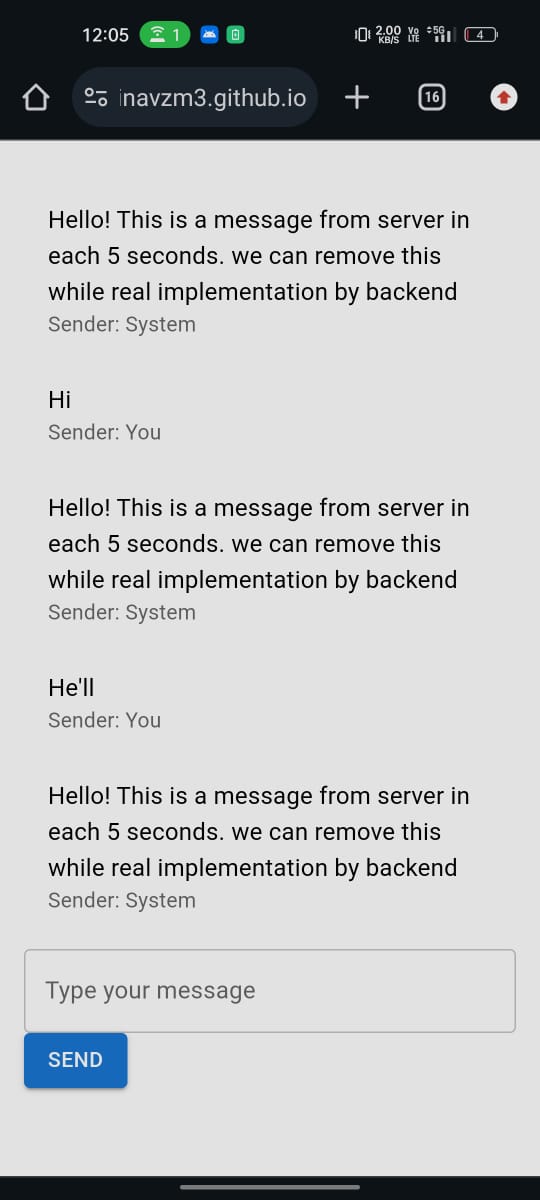 12:05 1 2.00 KB/S Vo LTE 5G 4
inavzm3.github.io 16
Hello! This is a message from server in
each 5 seconds. we can remove this
while real implementation by backend
Sender: System
Hi
Sender: You
Hello! This is a message from server in
each 5 seconds. we can remove this
while real implementation by backend
Sender: System
He'll
Sender: You
Hello! This is a message from server in
each 5 seconds. we can remove this
while real implementation by backend
Sender: System
Type your message
SEND